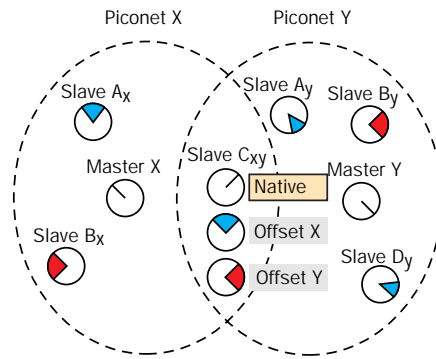 Piconet X
Piconet Y
Slave Ax
Slave Ay
Slave By
Master X
Slave Cxy
Native
Master Y
Slave Bx
Offset X
Slave Dy
Offset Y